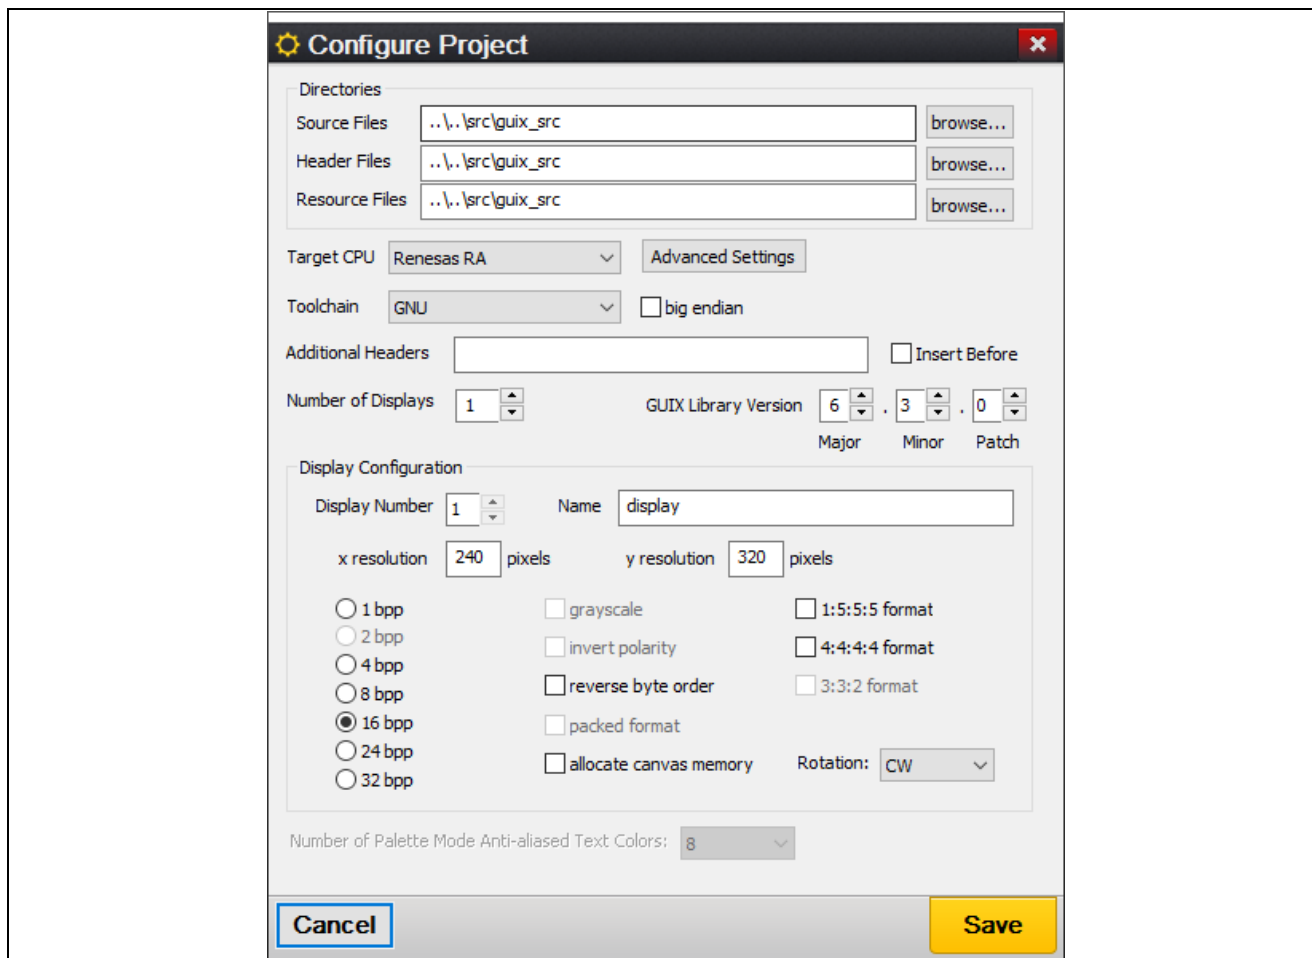 Configure Project
Directories
Source Files ..\..\src\guix_src browse...
Header Files ..\..\src\guix_src browse...
Resource Files ..\..\src\guix_src browse...
Target CPU Renesas RA Advanced Settings
Toolchain GNU big endian
Additional Headers Insert Before
Number of Displays 1 GUIX Library Version 6 . 3 . 0
Major Minor Patch
Display Configuration
Display Number 1 Name display
x resolution 240 pixels y resolution 320 pixels
1 bpp grayscale 1:5:5:5 format
2 bpp
invert polarity 4:4:4:4 format
4 bpp
8 bpp reverse byte order 3:3:2 format
16 bpp packed format
24 bpp
allocate canvas memory Rotation: CW
32 bpp
Number of Palette Mode Anti-aliased Text Colors: 8
Cancel Save